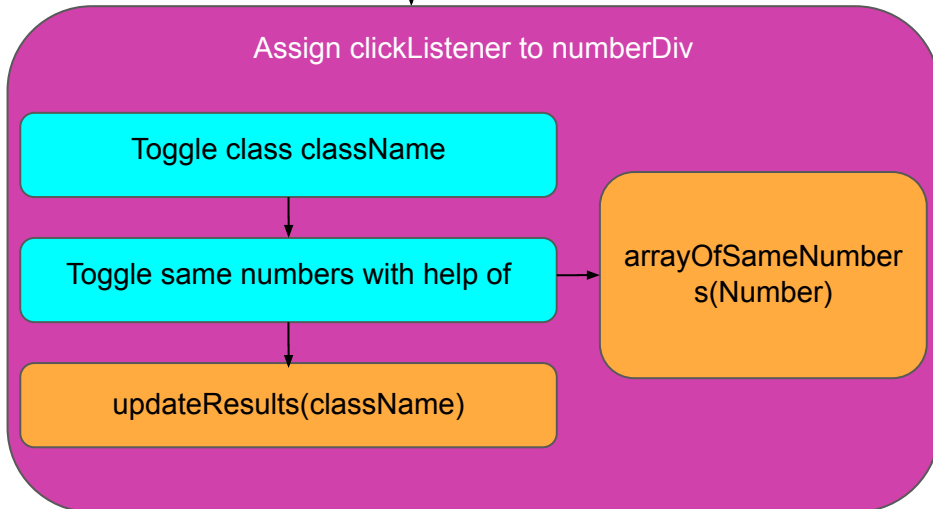 Assign clickListener to numberDiv
Toggle class className
Toggle same numbers with help of
arrayOfSameNumber
s(Number)
updateResults(className)